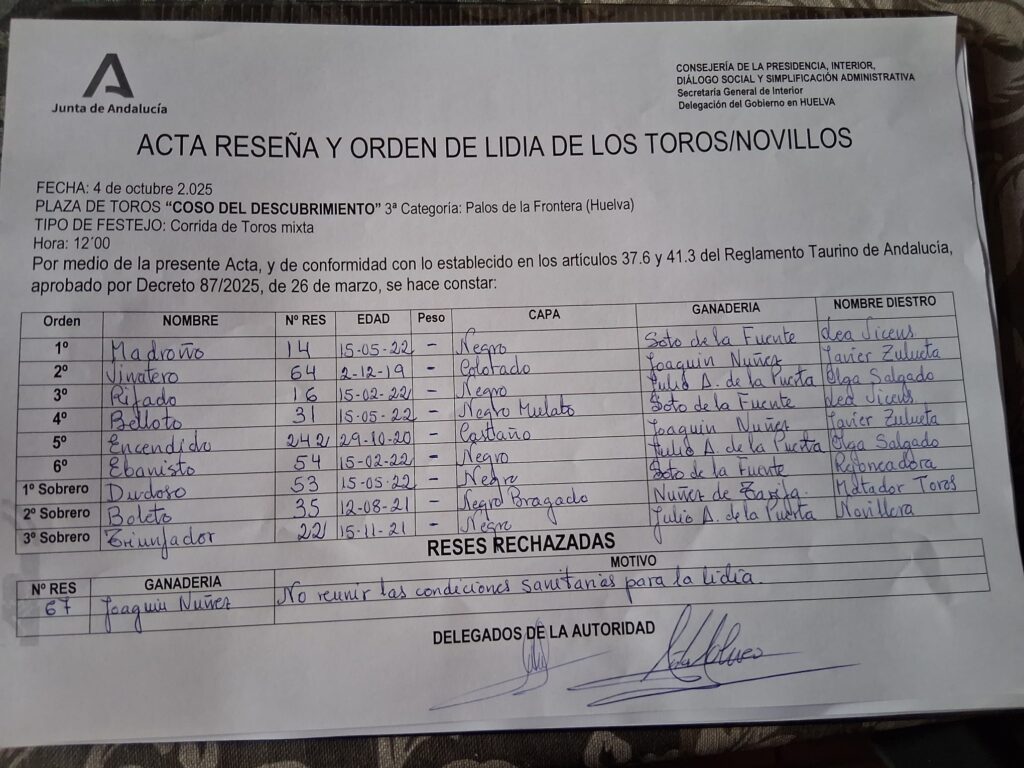 Junta de Andalucía
CONSEJERÍA DE LA PRESIDENCIA, INTERIOR,
DIÁLOGO SOCIAL Y SIMPLIFICACIÓN ADMINISTRATIVA
Secretaría General de Interior
Delegación del Gobierno en HUELVA
ACTA RESEÑA Y ORDEN DE LIDIA DE LOS TOROS/NOVILLOS
FECHA: 4 de octubre 2.025
PLAZA DE TOROS “COSO DEL DESCUBRIMIENTO” 3ª Categoria: Palos de la Frontera (Huelva)
TIPO DE FESTEJO: Corrida de Toros mixta
Hora: 12´00
Por medio de la presente Acta, y de conformidad con lo establecido en los artículos 37.6 y 41.3 del Reglamento Taurino de Andalucía,
aprobado por Decreto 87/2025, de 26 de marzo, se hace constar:
Orden NOMBRE Nº RES EDAD Peso CAPA GANADERIA NOMBRE DIESTRO
1º Madroño 14 15-05-22 - Negro Soto de la Fuente Lea Vicens
2º Vinatero 64 2-12-19 - Colorado Joaquin Nuñez Javier Zulueta
3º Rifado 16 15-02-22 - Negro Julio A. de la Puerta Olga Salgado
4º Belloto 31 15-05-22 - Negro Mulato Soto de la Fuente Lea Vicens
5º Encendido 242 29-10-20 - Castaño Joaquin Nuñez Javier Zulueta
6º Ebanisto 54 15-02-22 - Negro Julio A. de la Puerta Olga Salgado
1º Sobrero Dudoso 53 15-05-22 - Negro Soto de la Fuente Rejoneadora
2º Sobrero Boleto 35 12-08-21 - Negro Bragado Nuñez de Tarifa Matador Toros
3º Sobrero Triunfador 22 15-11-21 - Negro Julio A. de la Puerta Novillera
RESES RECHAZADAS
Nº RES GANADERIA MOTIVO
67 Joaquin Nuñez No reunir las condiciones sanitarias para la lidia.
DELEGADOS DE LA AUTORIDAD